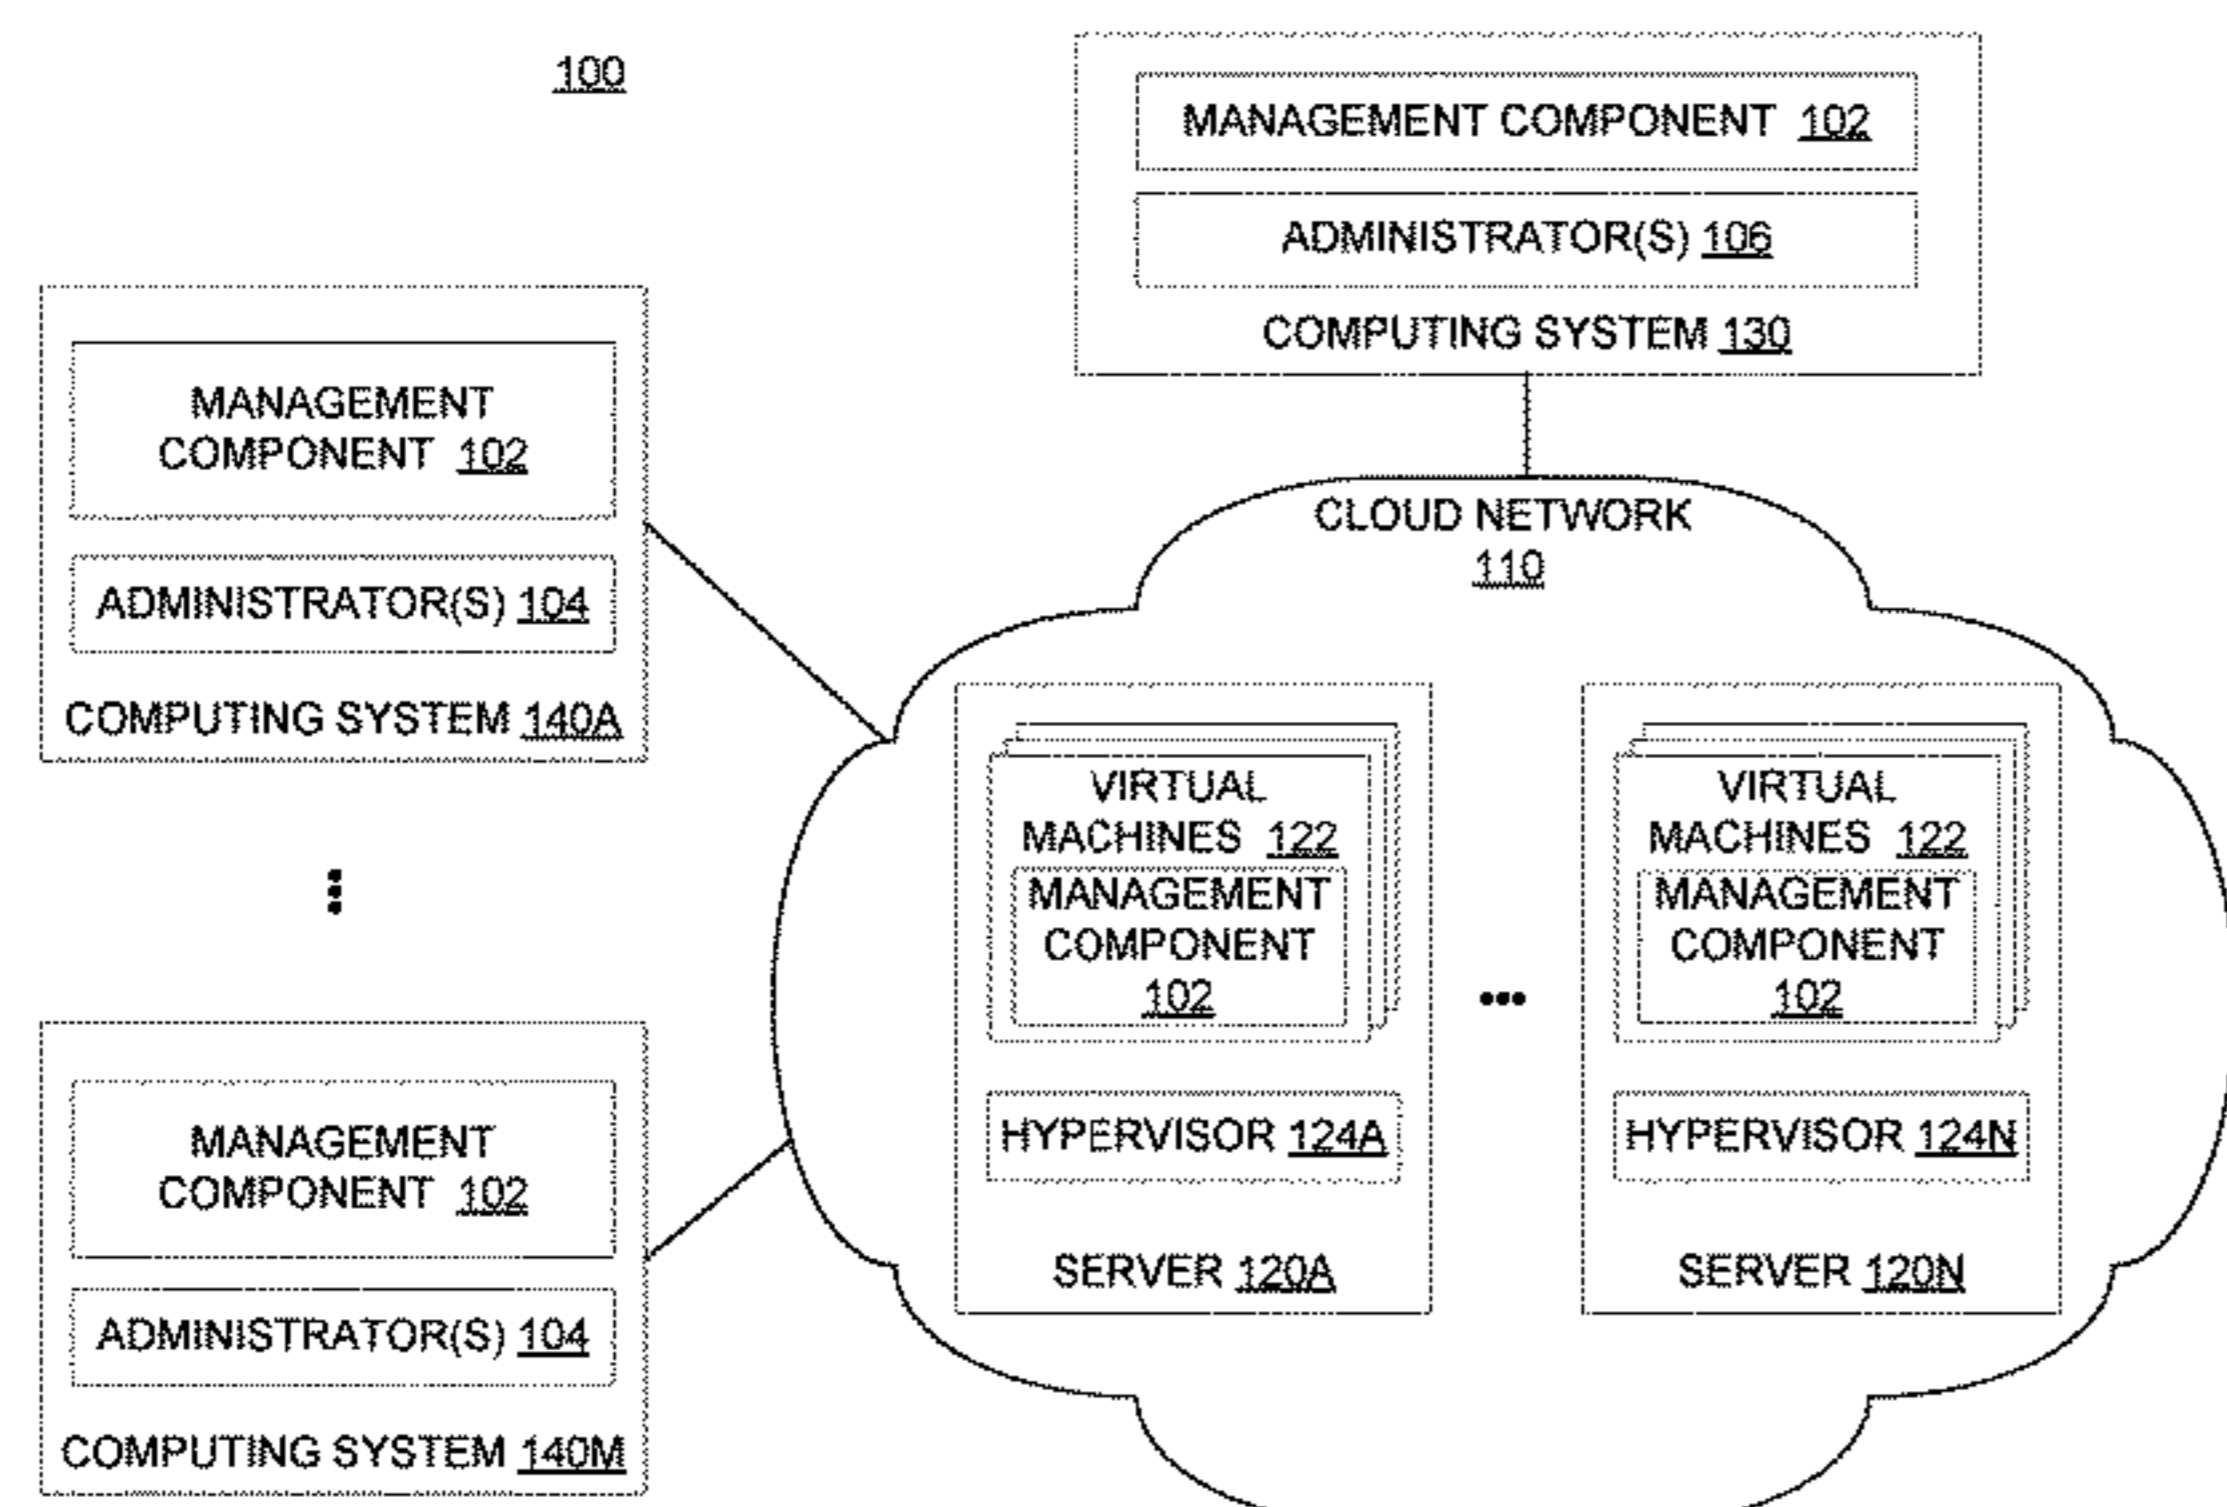 100
MANAGEMENT COMPONENT 102
ADMINISTRATOR(S) 106
COMPUTING SYSTEM 130
MANAGEMENT
COMPONENT 102
ADMINISTRATOR(S) 104
COMPUTING SYSTEM 140A
CLOUD NETWORK
110
VIRTUAL
MACHINES 122
MANAGEMENT
COMPONENT
102
HYPERVISOR 124A
SERVER 120A
VIRTUAL
MACHINES 122
MANAGEMENT
COMPONENT
102
HYPERVISOR 124N
SERVER 120N
MANAGEMENT
COMPONENT 102
ADMINISTRATOR(S) 104
COMPUTING SYSTEM 140M